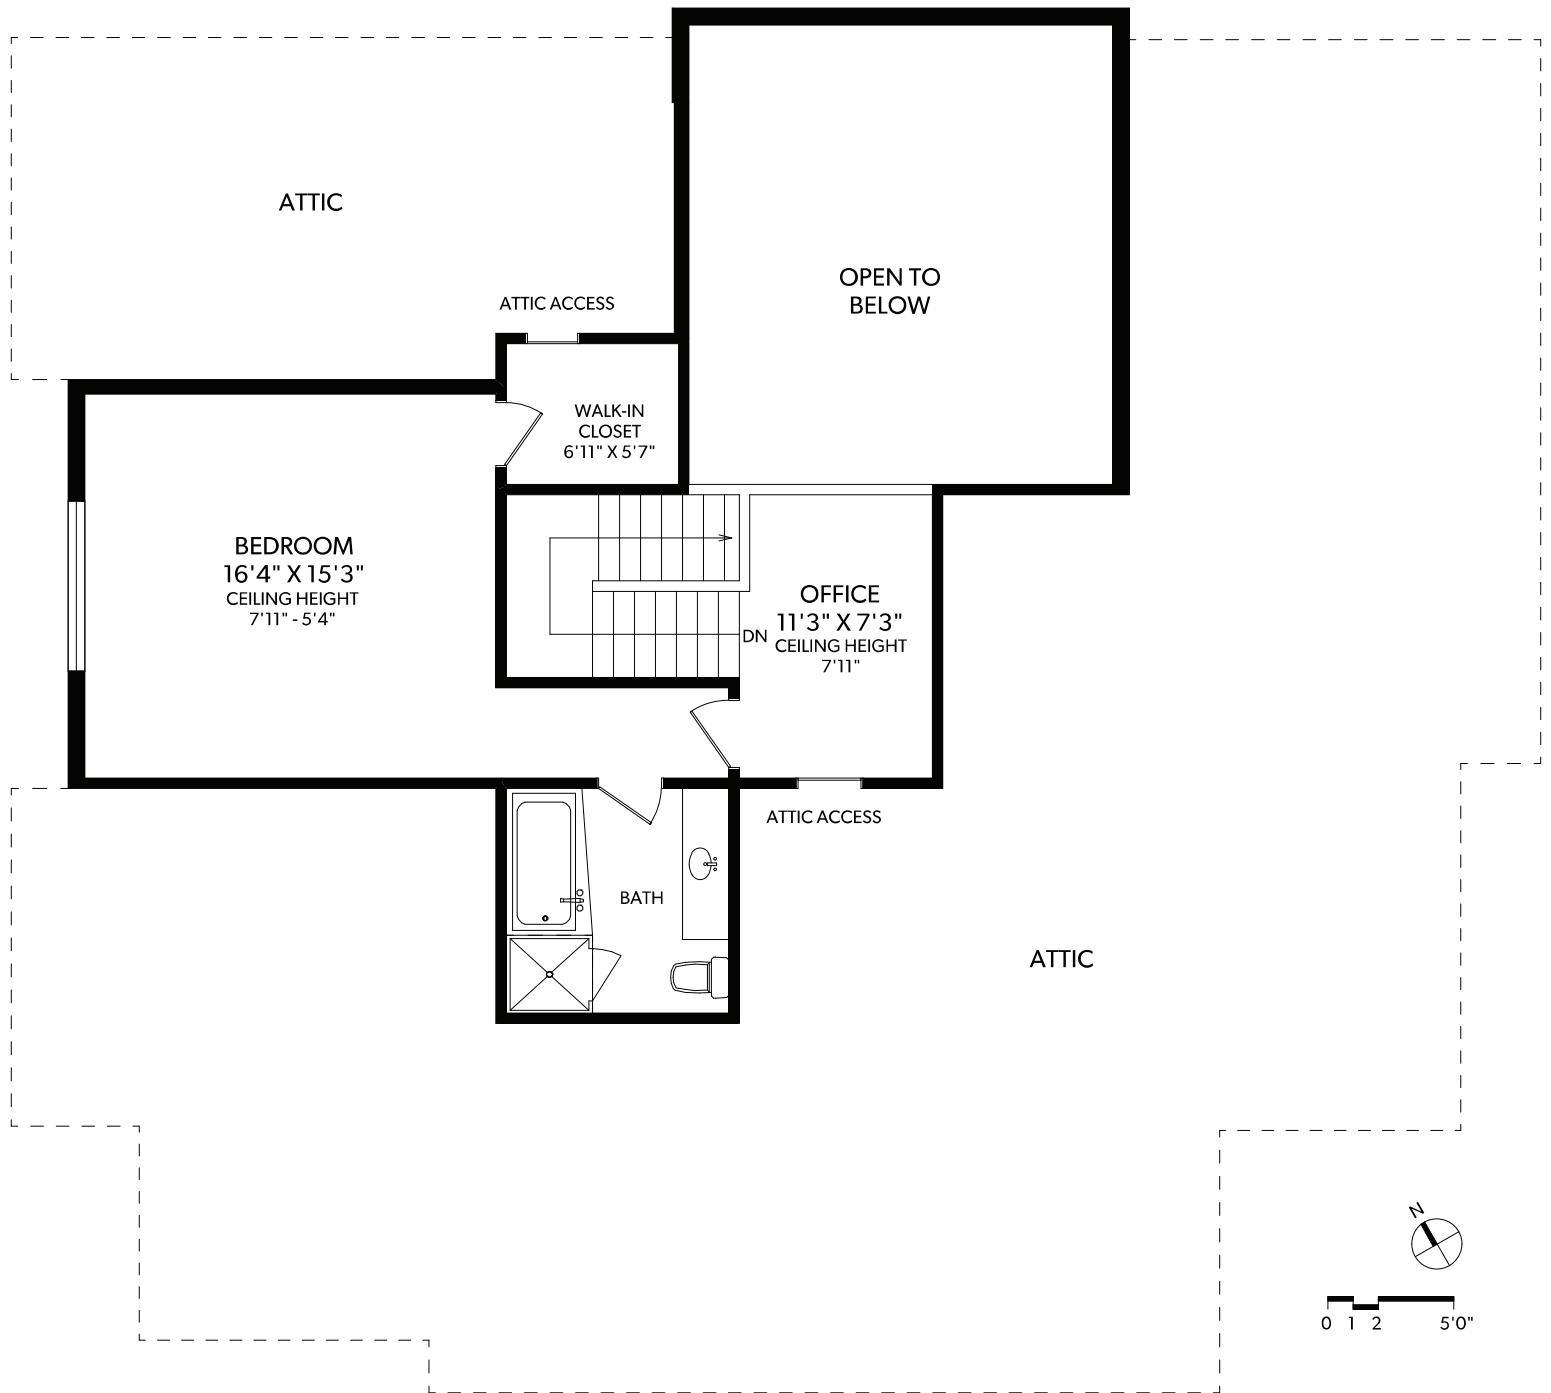 ATTIC
OPEN TO
BELOW
ATTIC ACCESS
WALK-IN
CLOSET
6'11" X 5'7"
BEDROOM
16'4" X 15'3"
CEILING HEIGHT
7'11" - 5'4"
OFFICE
11'3" X 7'3"
CEILING HEIGHT
7'11"
DN
ATTIC ACCESS
BATH
ATTIC
N
0 1 2 5'0"